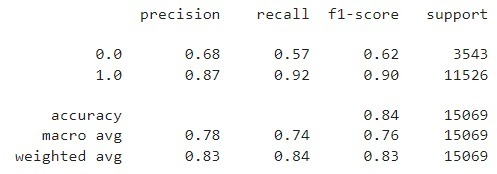 precision recall f1-score support
0.0 0.68 0.57 0.62 3543
1.0 0.87 0.92 0.90 11526
accuracy 0.84 15069
macro avg 0.78 0.74 0.76 15069
weighted avg 0.83 0.84 0.83 15069